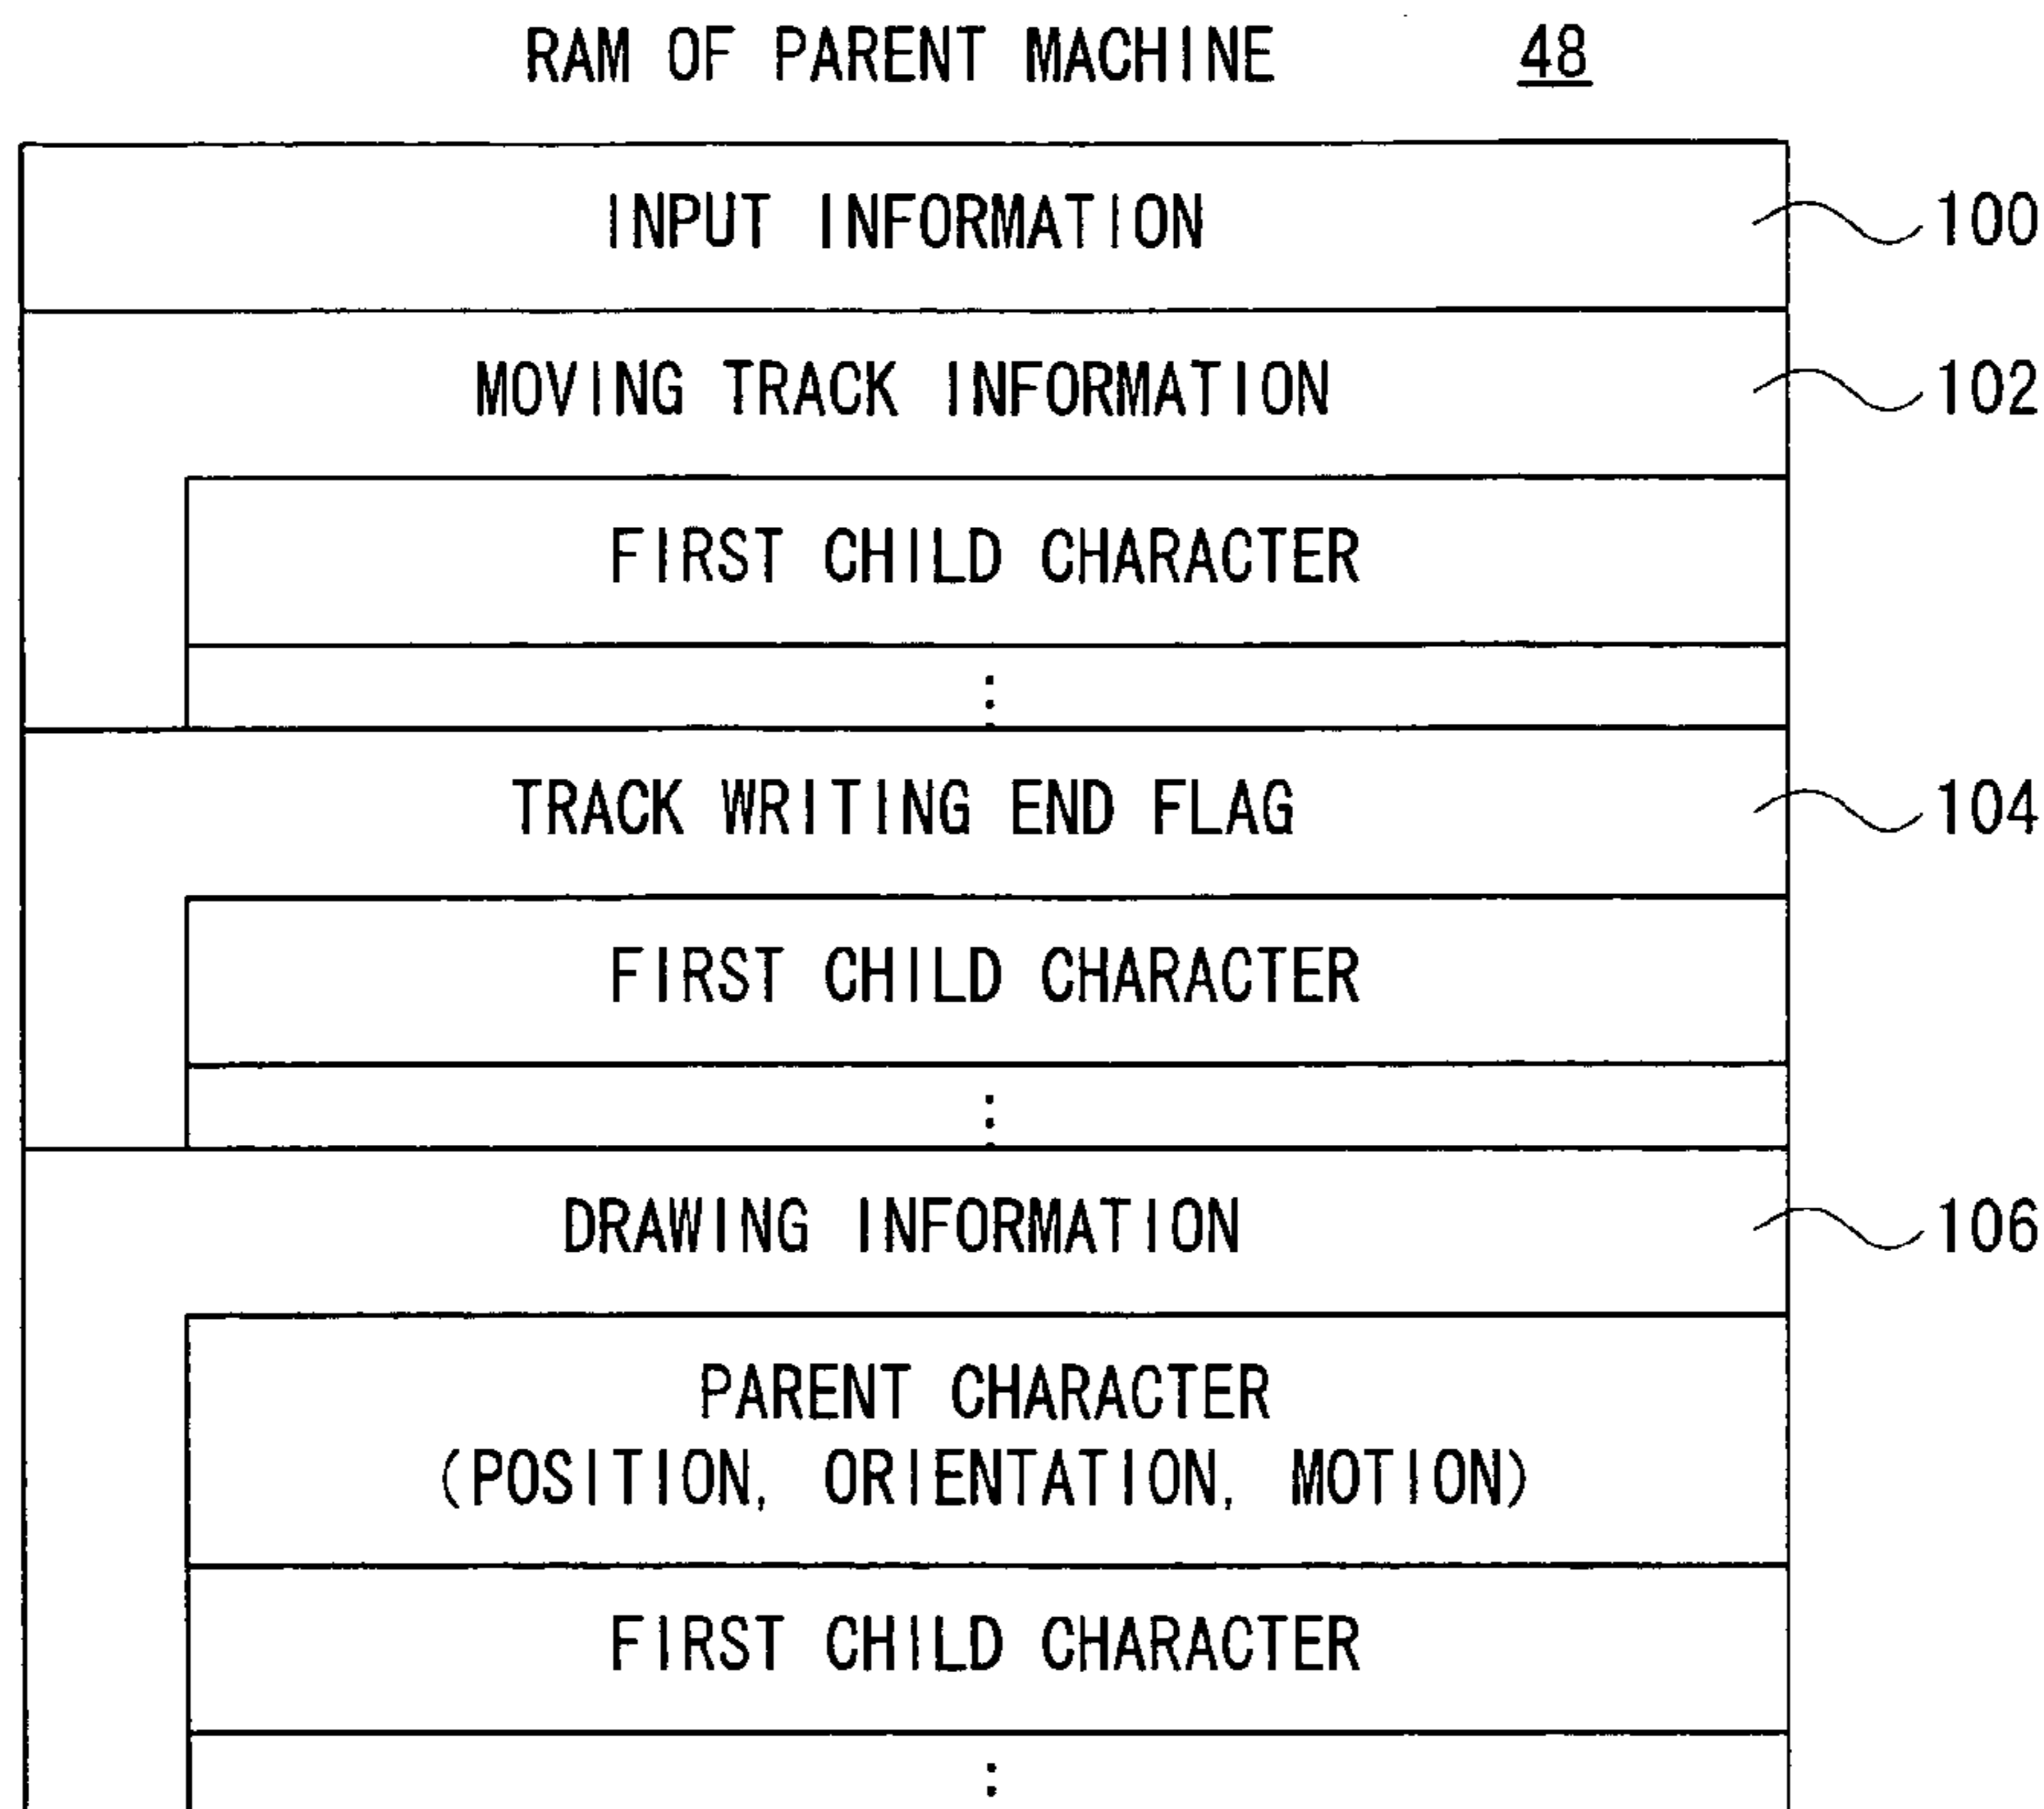 RAM OF PARENT MACHINE 48
INPUT INFORMATION 100
MOVING TRACK INFORMATION 102
FIRST CHILD CHARACTER
⋮
TRACK WRITING END FLAG 104
FIRST CHILD CHARACTER
⋮
DRAWING INFORMATION 106
PARENT CHARACTER
(POSITION, ORIENTATION, MOTION)
FIRST CHILD CHARACTER
⋮